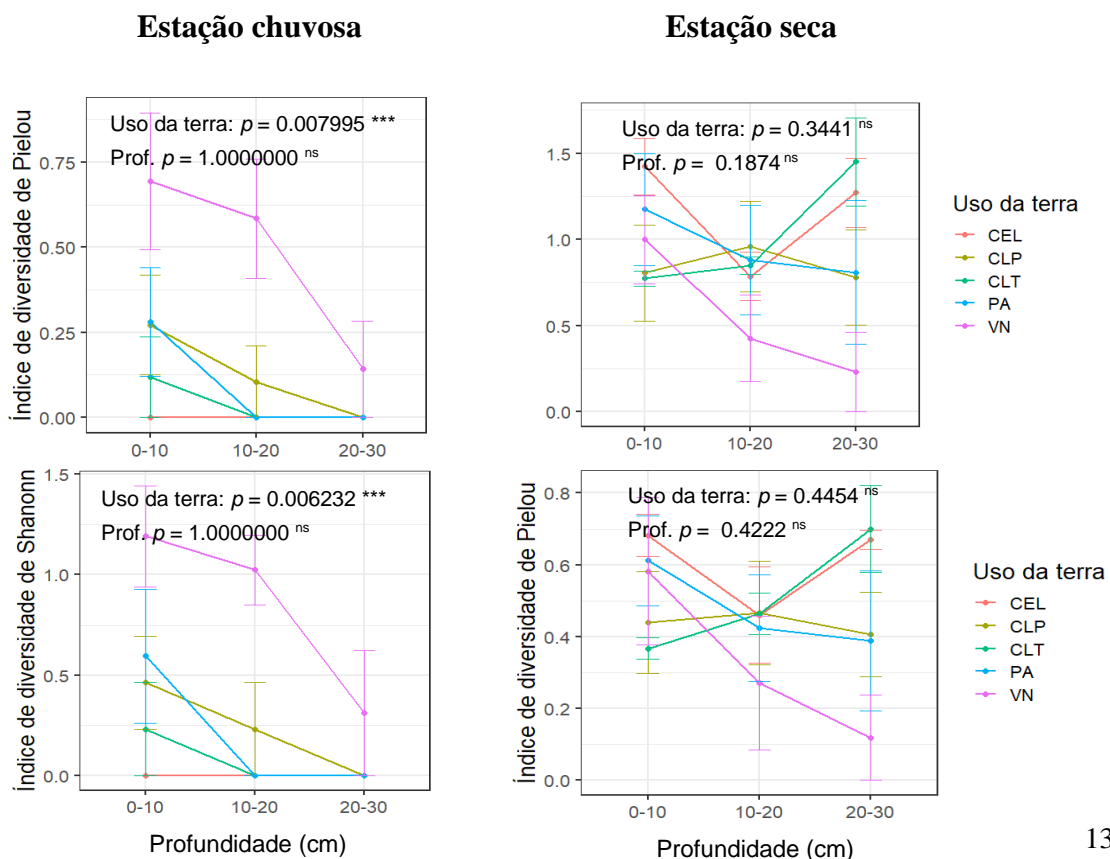 Estação chuvosa
Estação seca
Índice de diversidade de Pielou
Uso da terra: p = 0.007995 ***
Prof. p = 1.0000000 ns
0.75
0.50
0.25
0.00
0-10 10-20 20-30
Uso da terra: p = 0.3441 ns
Prof. p = 0.1874 ns
1.5
1.0
0.5
0.0
0-10 10-20 20-30
Uso da terra
CEL
CLP
CLT
PA
VN
Índice de diversidade de Shanonn
Uso da terra: p = 0.006232 ***
Prof. p = 1.0000000 ns
1.5
1.0
0.5
0.0
0-10 10-20 20-30
Profundidade (cm)
Índice de diversidade de Pielou
Uso da terra: p = 0.4454 ns
Prof. p = 0.4222 ns
0.8
0.6
0.4
0.2
0.0
0-10 10-20 20-30
Profundidade (cm)
Uso da terra
CEL
CLP
CLT
PA
VN
13